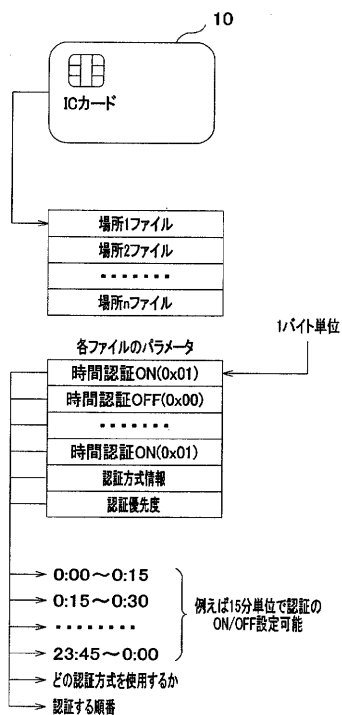 10
ICカード
場所1ファイル
場所2ファイル
・・・・・・・
場所nファイル
1バイト単位
各ファイルのパラメータ
時間認証ON(0x01)
時間認証OFF(0x00)
・・・・・・・
時間認証ON(0x01)
認証方式情報
認証優先度
0:00～0:15
0:15～0:30
・・・・・・・・
23:45～0:00
例えば15分単位で認証の
ON/OFF設定可能
どの認証方式を使用するか
認証する順番